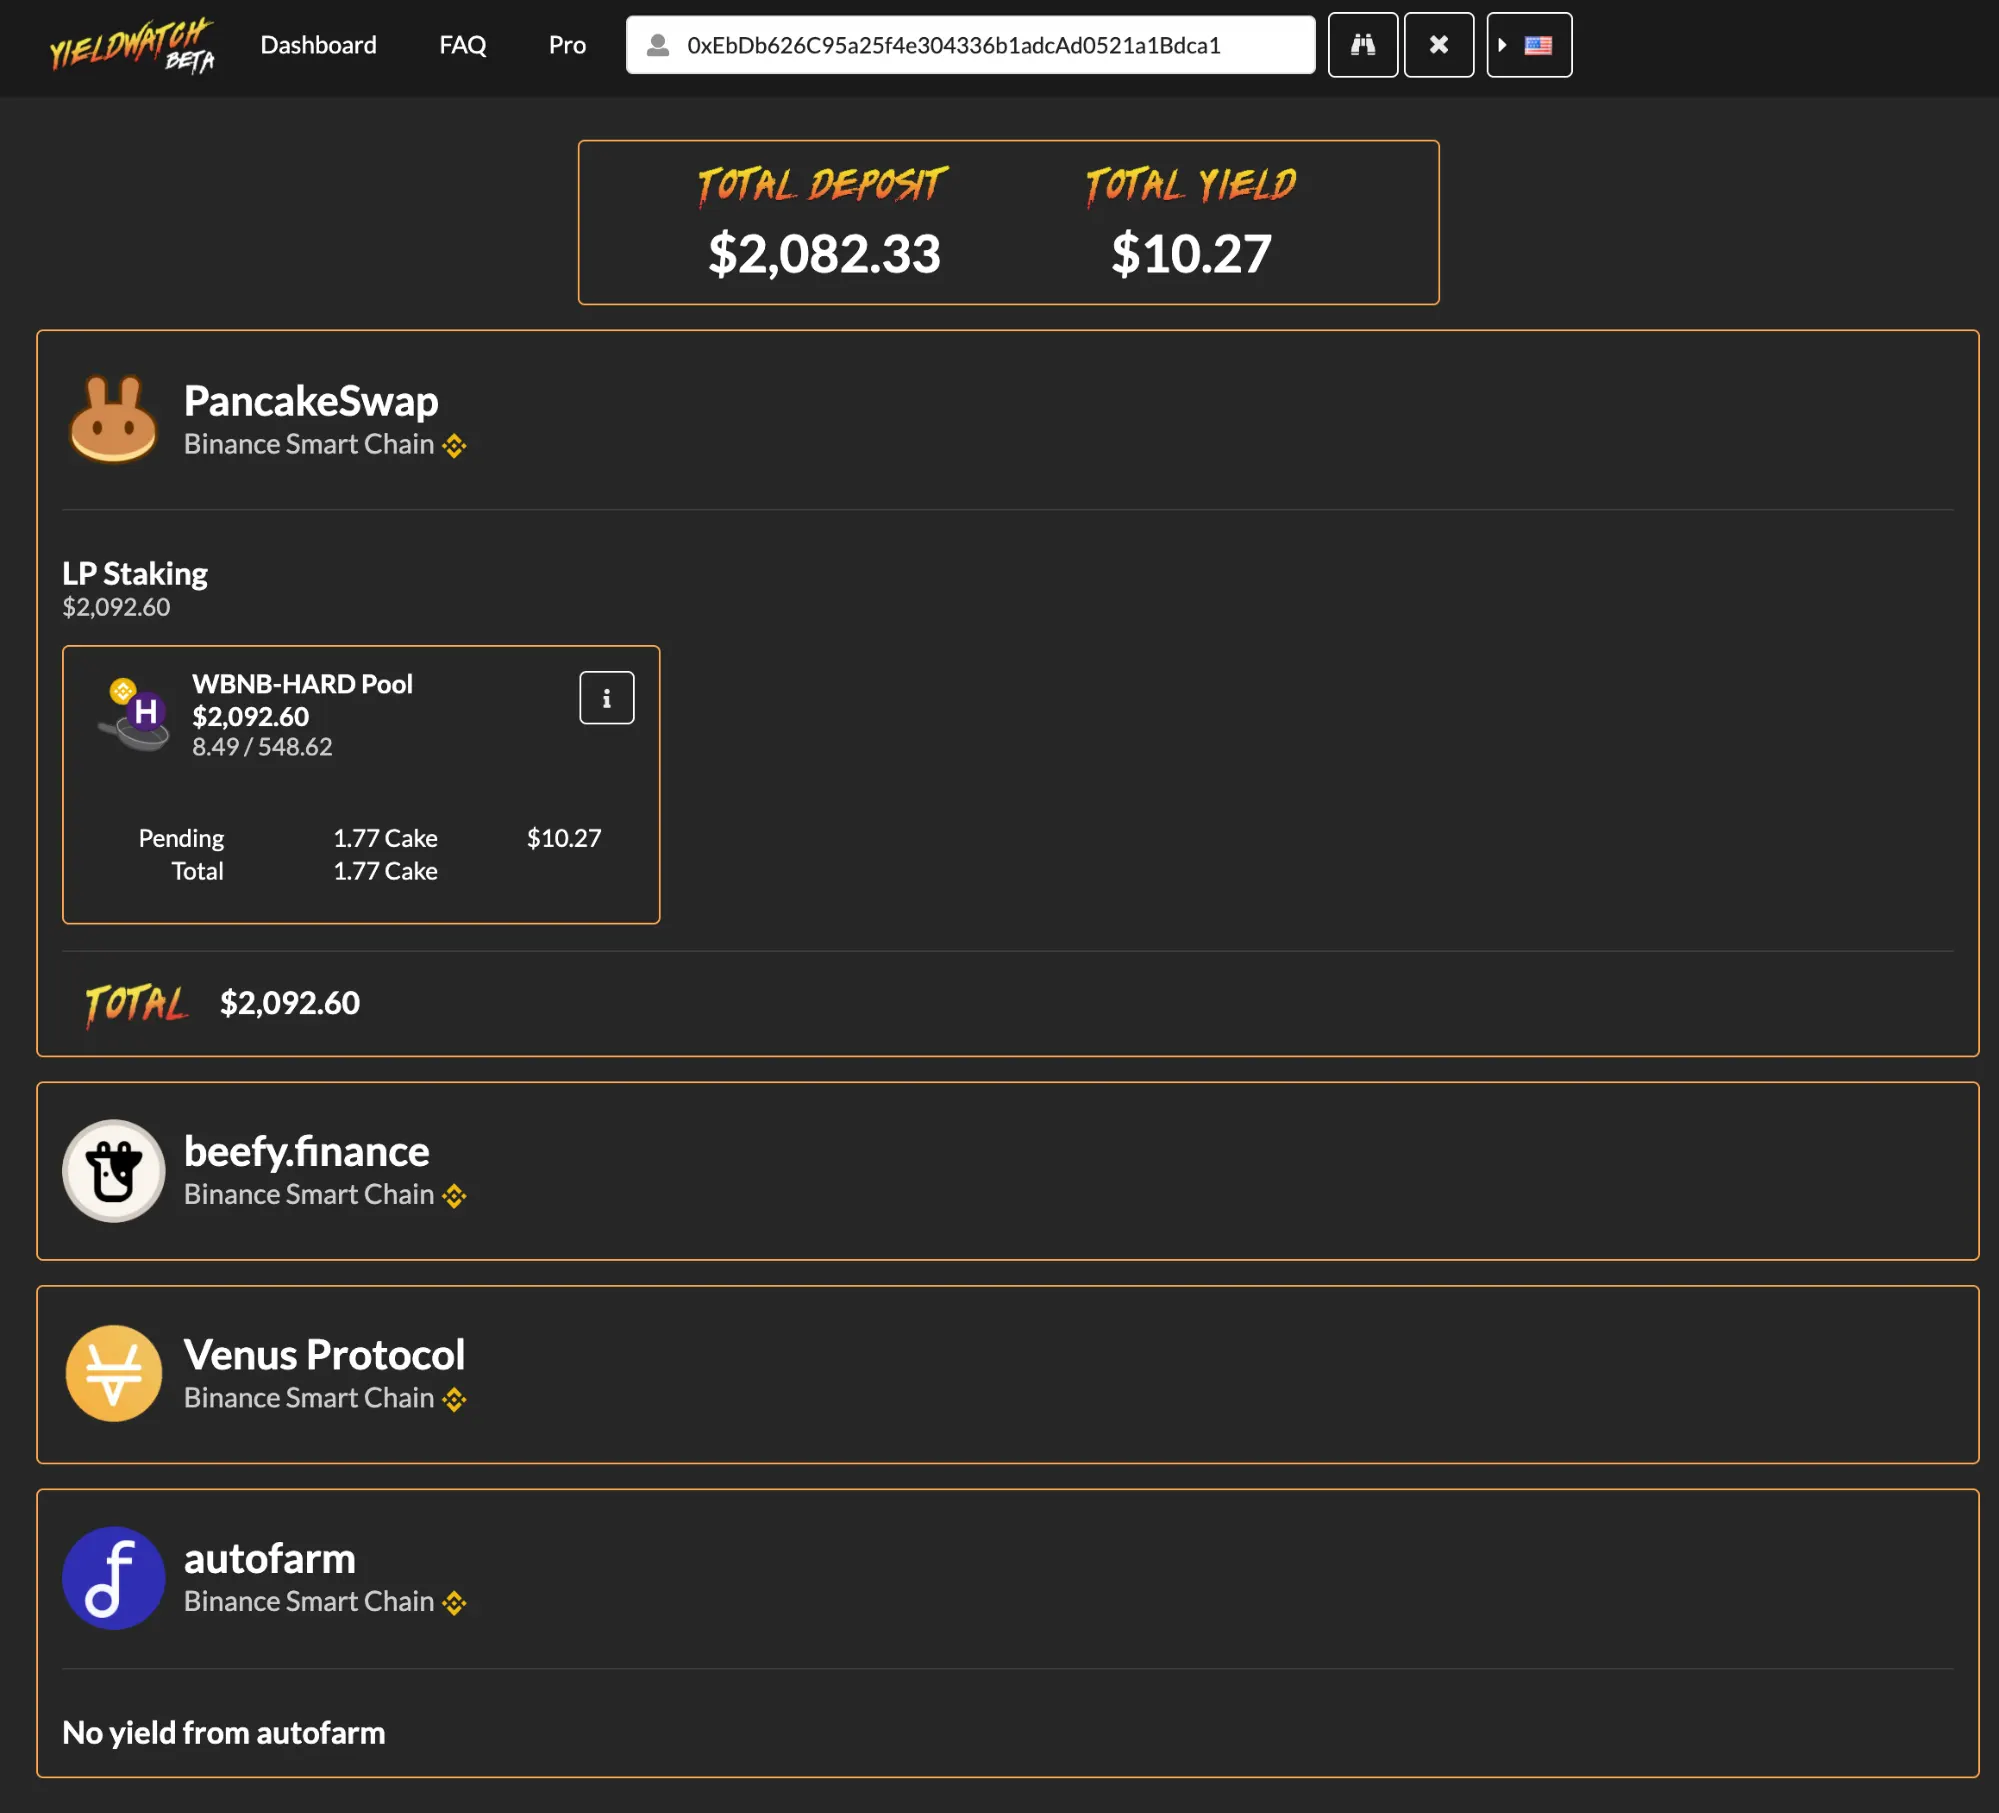 YIELDWATCH
BETA
Dashboard
FAQ
Pro
0xEbDb626C95a25f4e304336b1adcAd0521a1Bdca1
TOTAL DEPOSIT
$2,082.33
TOTAL YIELD
$10.27
PancakeSwap
Binance Smart Chain
LP Staking
$2,092.60
H
WBNB-HARD Pool
$2,092.60
8.49 / 548.62
i
Pending 1.77 Cake $10.27
Total 1.77 Cake
TOTAL $2,092.60
beefy.finance
Binance Smart Chain
Venus Protocol
Binance Smart Chain
autofarm
Binance Smart Chain
No yield from autofarm